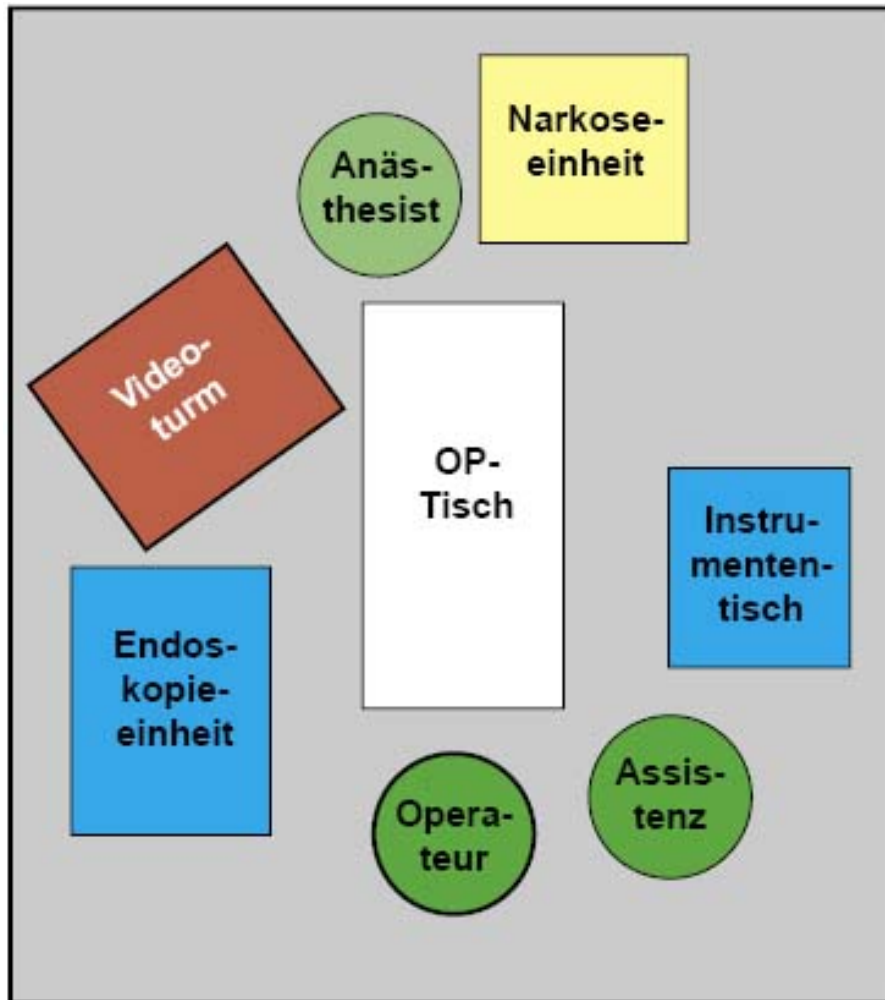 Narkose-
einheit
Anäs-
thesist
Video-
turm
OP-
Tisch
Instru-
menten-
tisch
Endos-
kopie-
einheit
Assis-
tenz
Opera-
teur